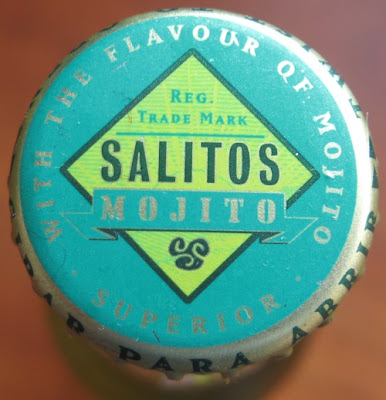 WITH THE FLAVOUR OF MOJITO
REG.
TRADE MARK
SALITOS
MOJITO
SUPERIOR
PARA ABRIR